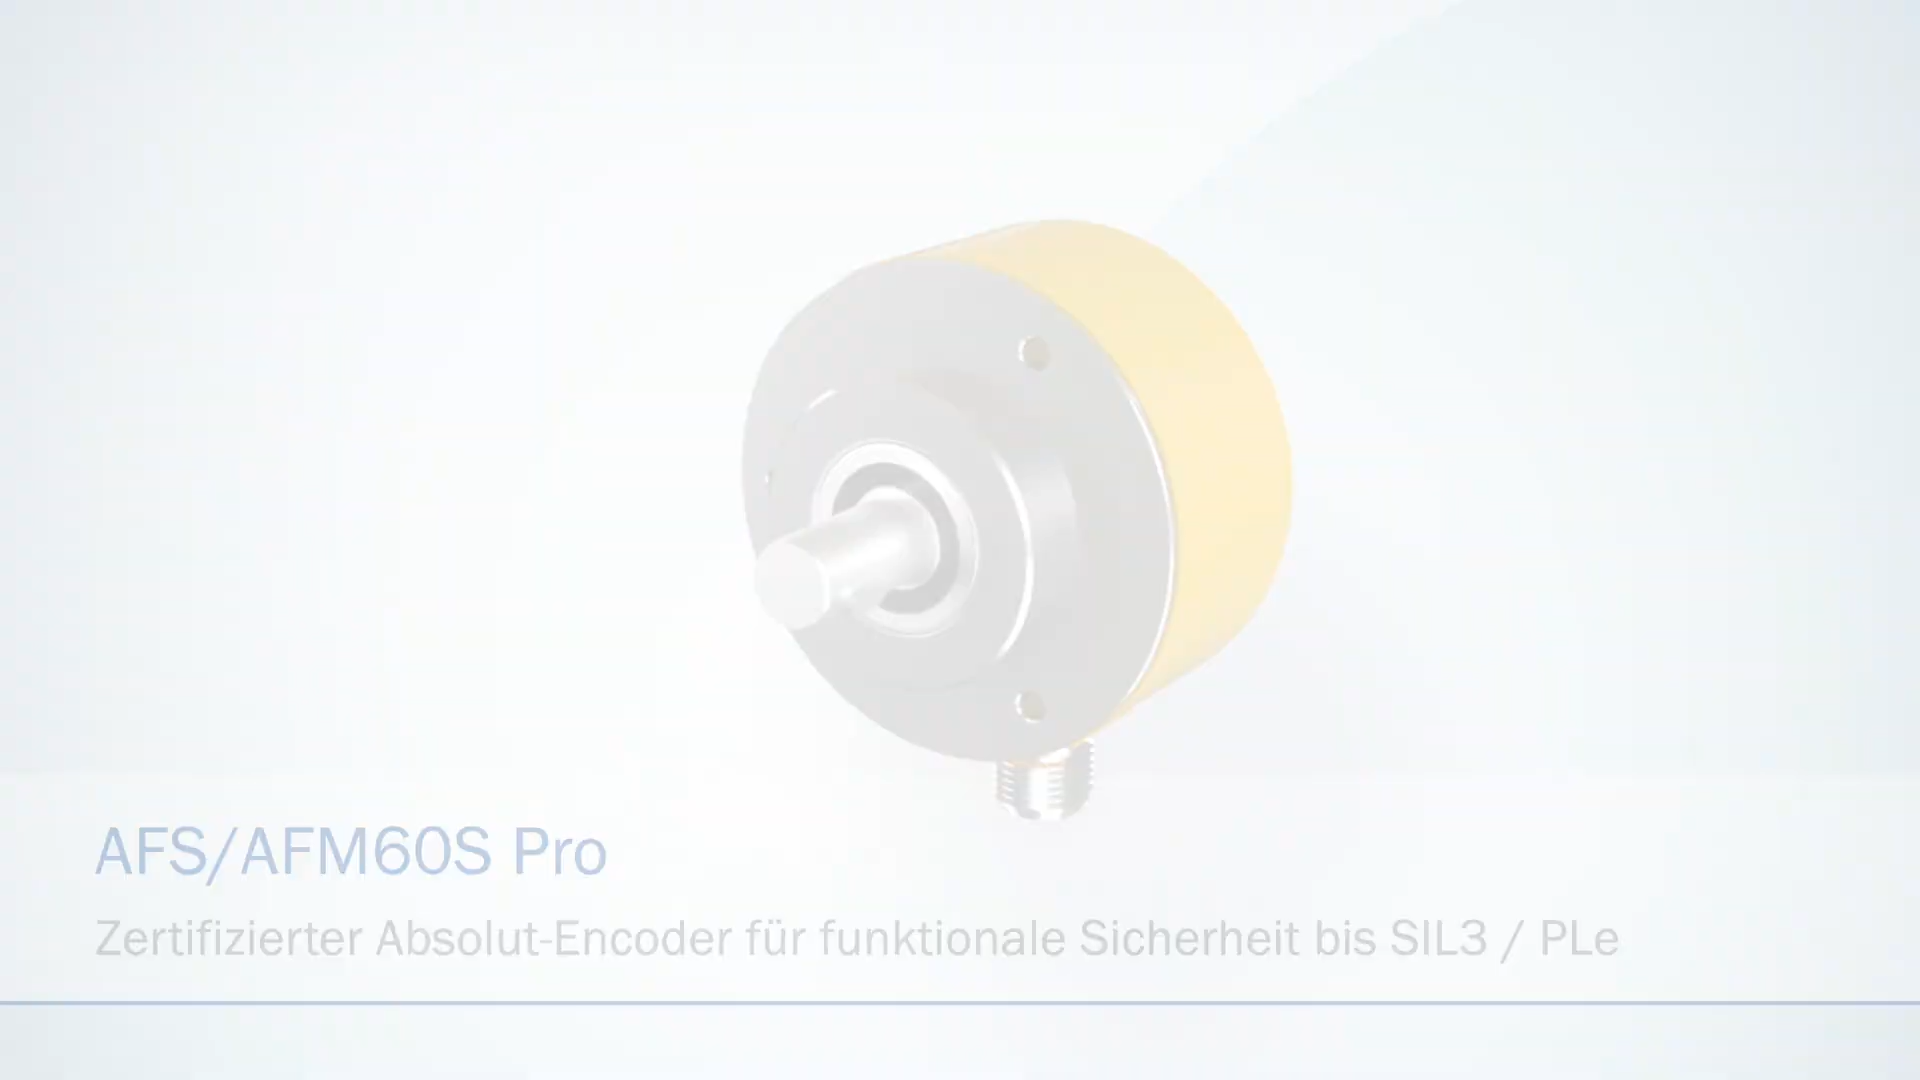 AFS/AFM60S Pro
Zertifizierter Absolut-Encoder für funktionale Sicherheit bis SIL3 / PLe